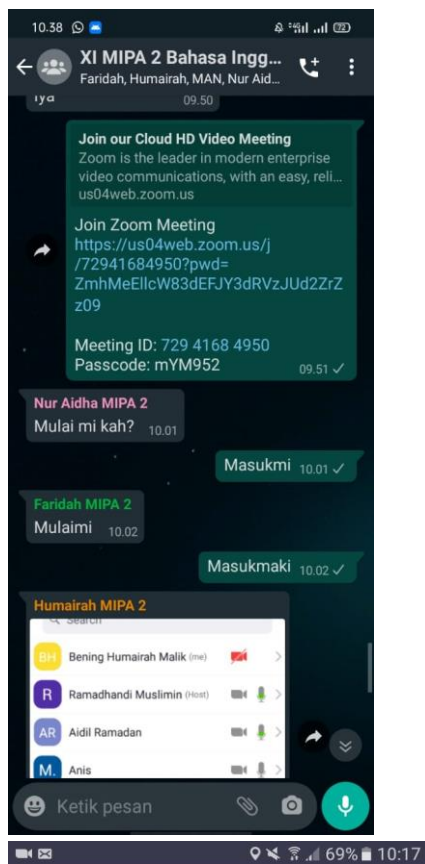 10.38 72
XI MIPA 2 Bahasa Ingg...
Faridah, Humairah, MAN, Nur Aid...
Iya 09.50
Join our Cloud HD Video Meeting
Zoom is the leader in modern enterprise
video communications, with an easy, reli...
us04web.zoom.us
Join Zoom Meeting
https://us04web.zoom.us/j
/72941684950?pwd=
ZmhMeEllcW83dEFJY3dRVzJUd2ZrZ
z09
Meeting ID: 729 4168 4950
Passcode: mYM952
09.51
Nur Aidha MIPA 2
Mulai mi kah? 10.01
Masukmi 10.01
Faridah MIPA 2
Mulaimi 10.02
Masukmaki 10.02
Humairah MIPA 2
Search
BH Bening Humairah Malik (me)
R Ramadhandi Muslimin (Host)
AR Aidil Ramadan
M. Anis
Ketik pesan
69% 10:17